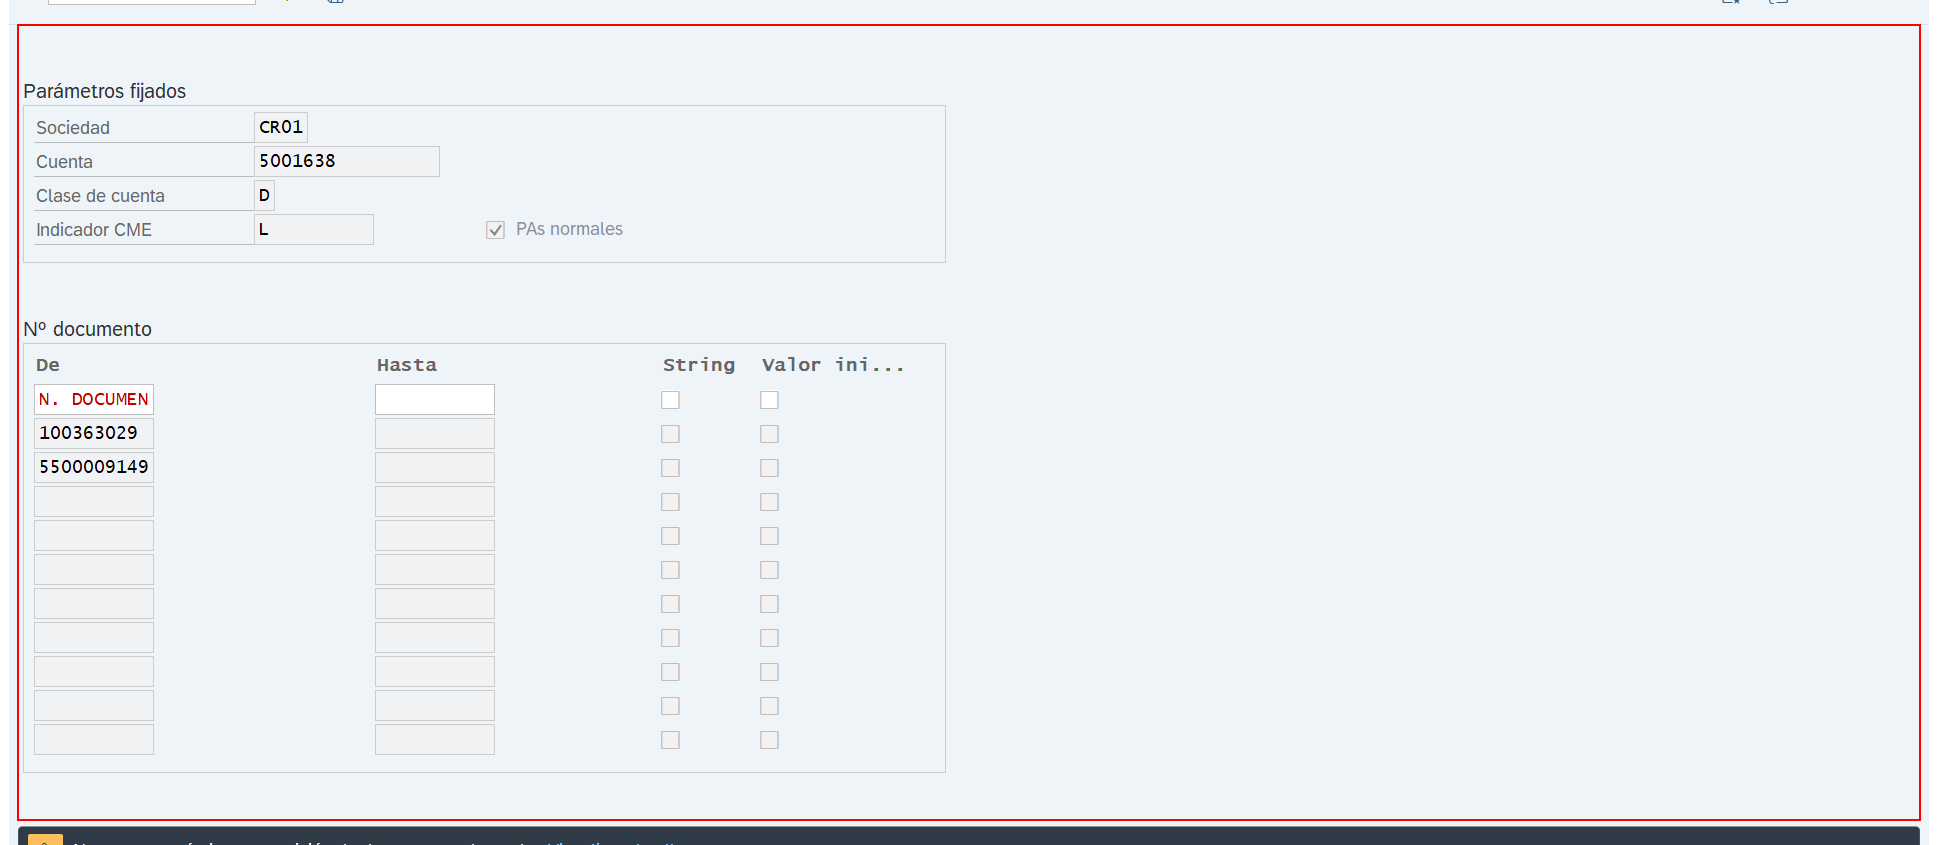 Parámetros fijados
Sociedad CR01
Cuenta 5001638
Clase de cuenta D
Indicador CME L PAs normales
Nº documento
De Hasta String Valor ini...
N. DOCUMEN
100363029
5500009149